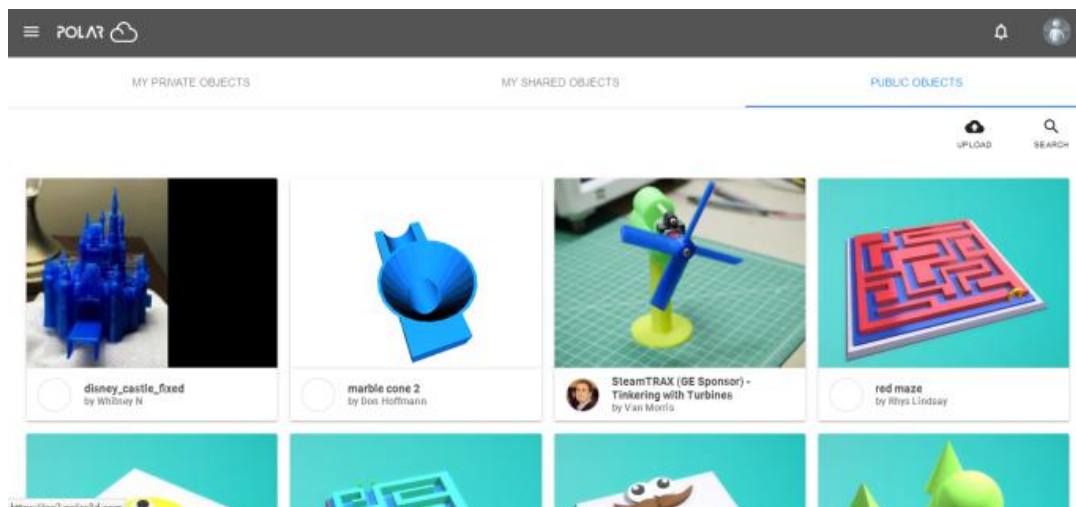 POLAR
MY PRIVATE OBJECTS
MY SHARED OBJECTS
PUBLIC OBJECTS
UPLOAD
SEARCH
disney_castle_fixed
by Whitney N
marble cone 2
by Don Hoffmann
SteamTRAX (GE Sponsor) -
Tinkering with Turbines
by Van Morris
red maze
by Rhys Lindsay